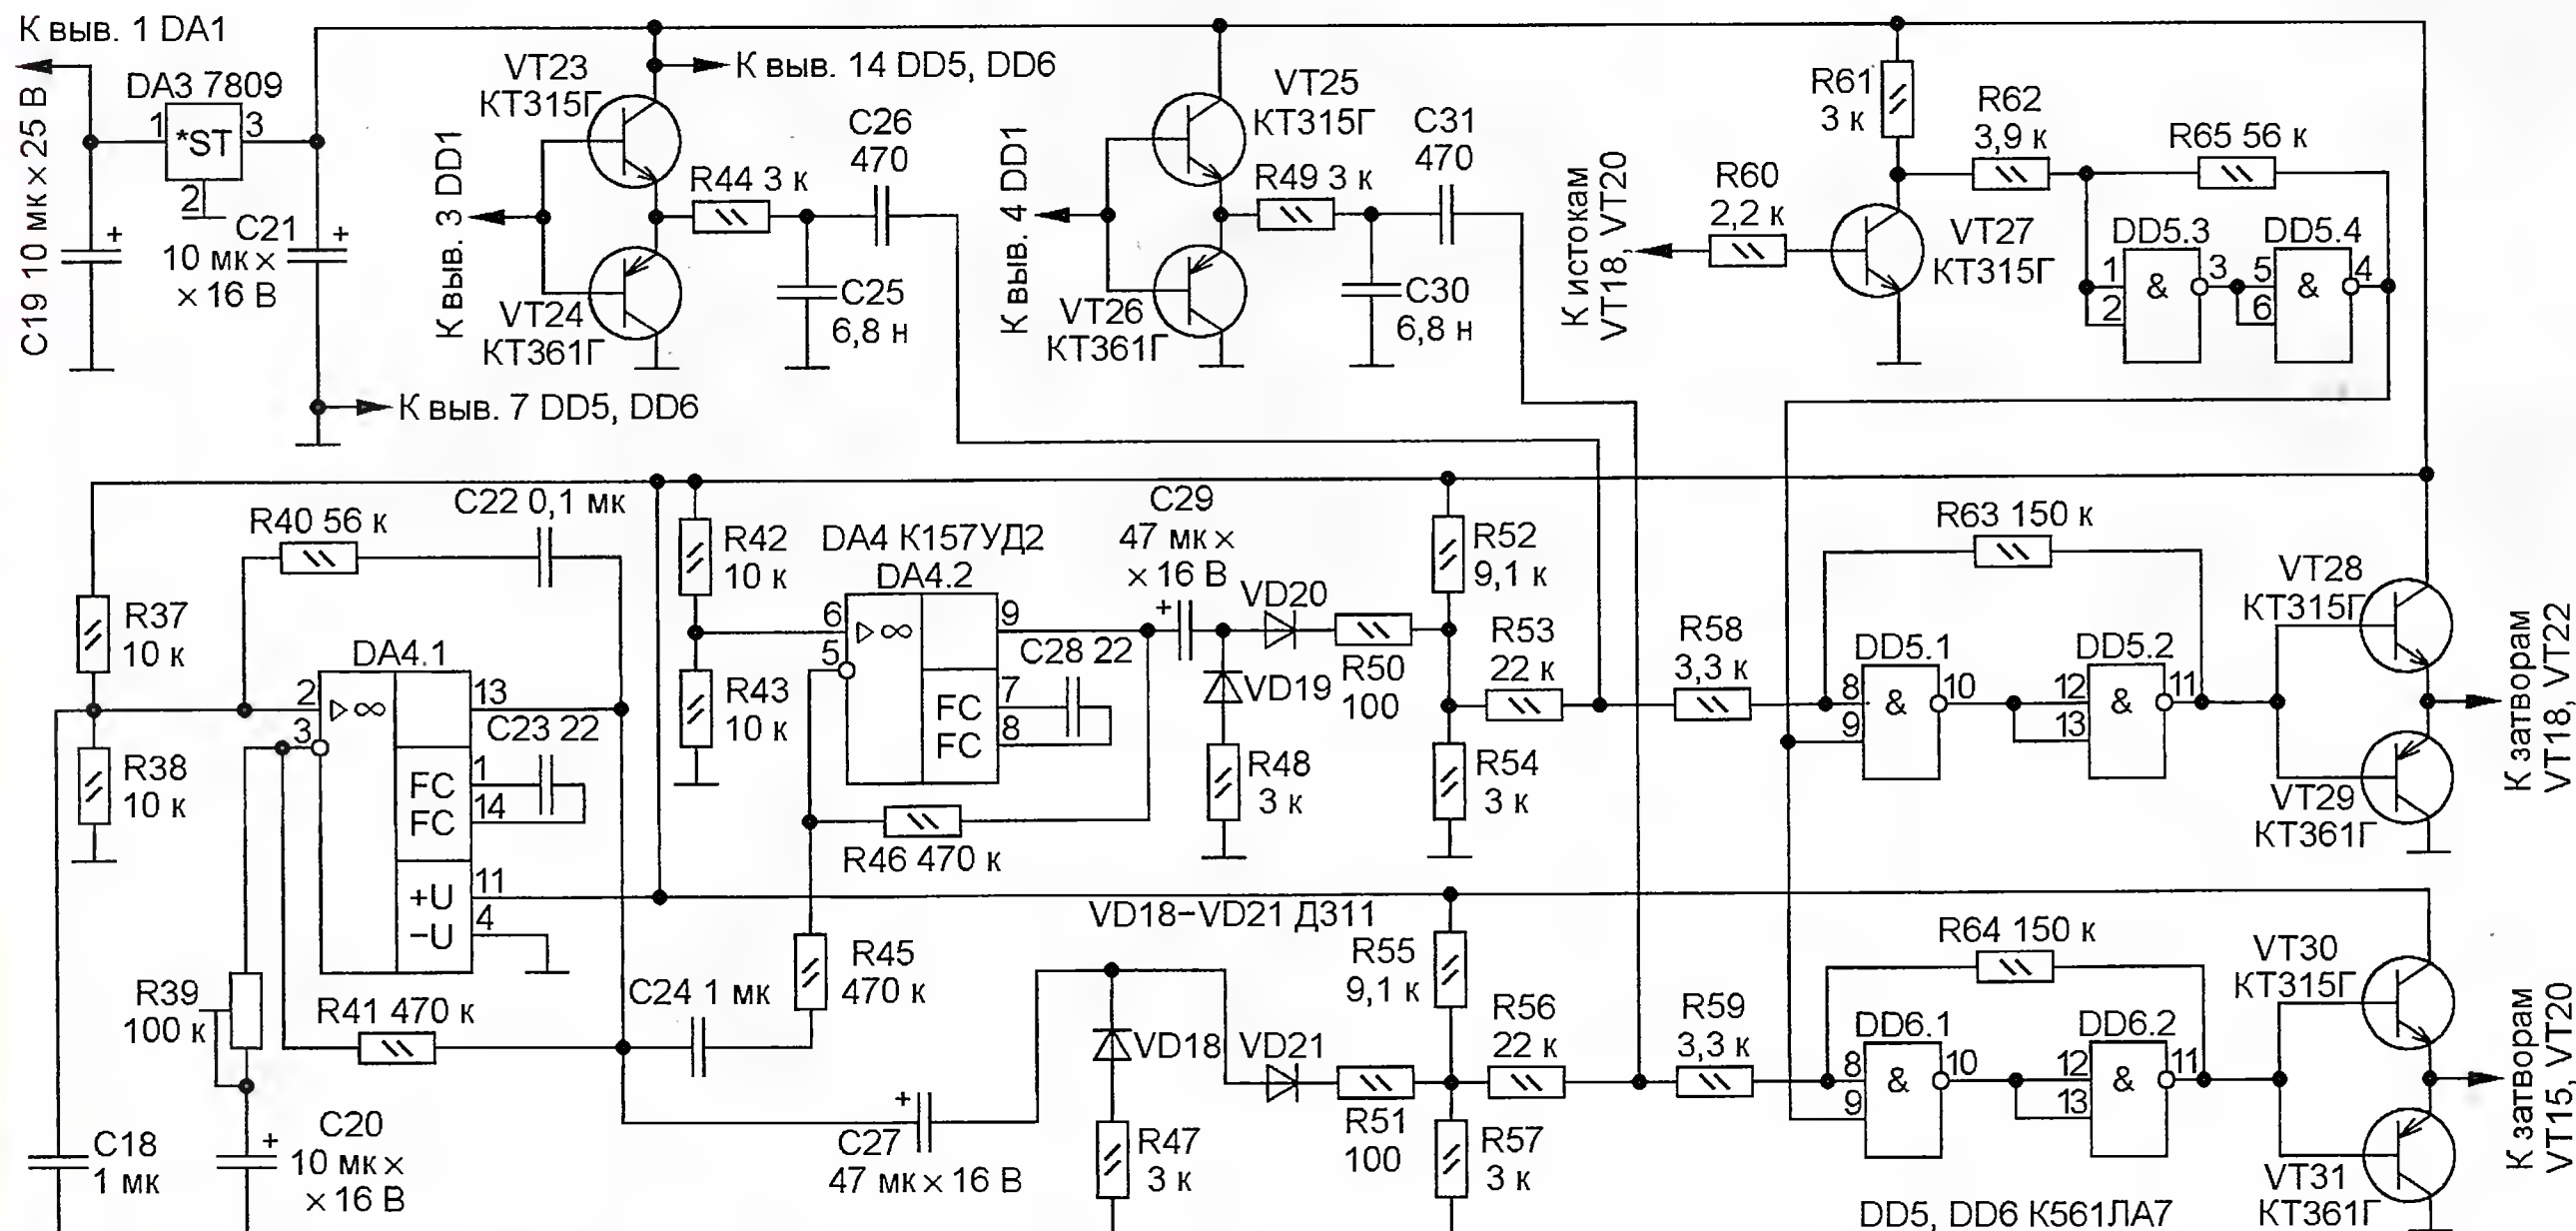 К выв. 1 DA1
C19 10 мк × 25 В
DA3 7809
1
*ST
3
2
C21
10 мк ×
× 16 В
+
+
К выв. 7 DD5, DD6
VT23
КТ315Г
К выв. 14 DD5, DD6
К выв. 3 DD1
VT24
КТ361Г
R44 3 к
C26
470
C25
6,8 н
К выв. 4 DD1
VT25
КТ315Г
VT26
КТ361Г
R49 3 к
C31
470
C30
6,8 н
К истокам
VT18, VT20
R60
2,2 к
R61
3 к
VT27
КТ315Г
R62
3,9 к
R65 56 к
DD5.3
1
2
&
3
DD5.4
5
6
&
4
R37
10 к
R38
10 к
R40 56 к
C22 0,1 мк
DA4.1
2
3
▷ ∞
13
C23 22
FC
FC
1
14
+U
−U
11
4
R39
100 к
R41 470 к
C18
1 мк
C20
10 мк ×
× 16 В
+
R42
10 к
R43
10 к
DA4 К157УД2
DA4.2
6
5
▷ ∞
9
C28 22
FC
FC
7
8
R46 470 к
R45
470 к
C24 1 мк
C29
47 мк ×
× 16 В
+
VD20
VD19
R48
3 к
R50
100
R52
9,1 к
R54
3 к
R53
22 к
R58
3,3 к
R63 150 к
DD5.1
8
9
&
10
DD5.2
12
13
&
11
VT28
КТ315Г
VT29
КТ361Г
К затворам
VT18, VT22
VD18−VD21 Д311
C27
47 мк × 16 В
+
VD18
R47
3 к
VD21
R51
100
R55
9,1 к
R57
3 к
R56
22 к
R59
3,3 к
R64 150 к
DD6.1
8
9
&
10
DD6.2
12
13
&
11
VT30
КТ315Г
VT31
КТ361Г
К затворам
VT15, VT20
DD5, DD6 К561ЛА7